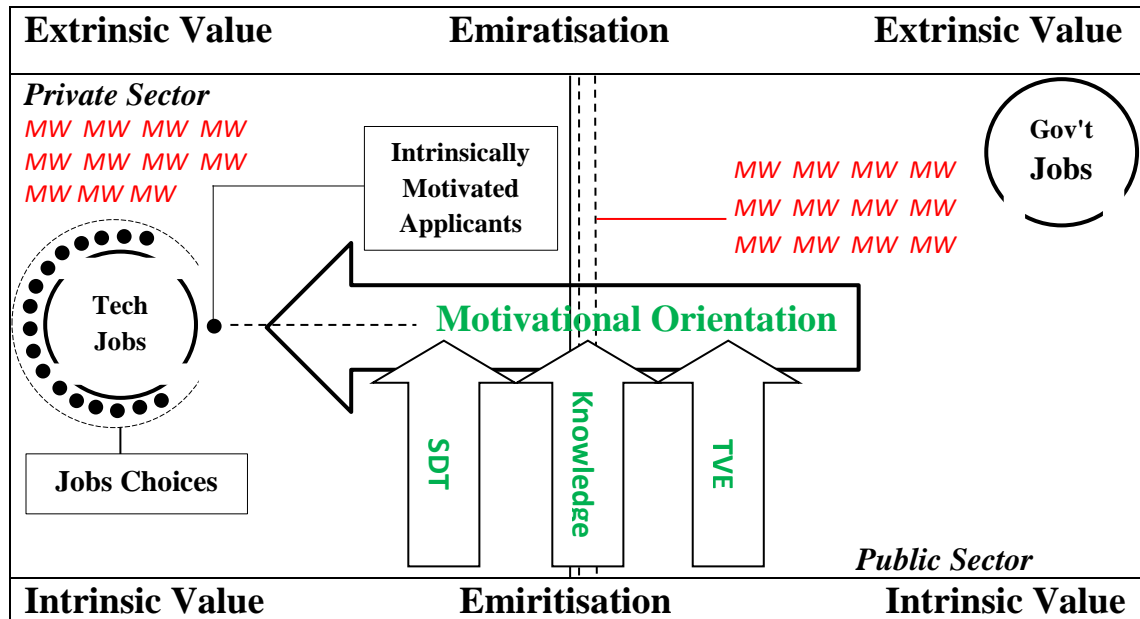 Extrinsic Value Emiratisation Extrinsic Value
Private Sector
MW MW MW MW
MW MW MW MW
MW MW MW
Intrinsically
Motivated
Applicants
Gov't
Jobs
MW MW MW MW
MW MW MW MW
MW MW MW MW
Tech
Jobs
Motivational Orientation
SDT
Knowledge
TVE
Jobs Choices
Public Sector
Intrinsic Value Emiritisation Intrinsic Value